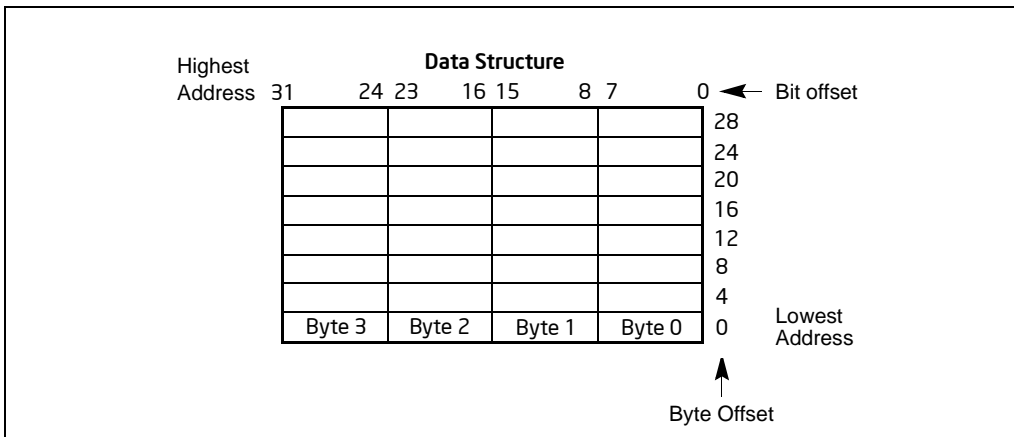 Data Structure
Highest
Address
31 24 23 16 15 8 7 0
Bit offset
28
24
20
16
12
8
4
Byte 3 Byte 2 Byte 1 Byte 0 0
Lowest
Address
Byte Offset